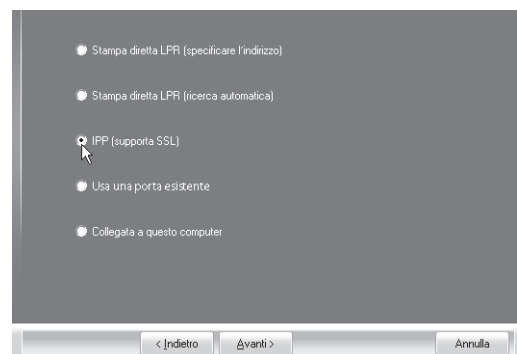 Stampa diretta LPR (specificare l'indirizzo)
Stampa diretta LPR (ricerca automatica)
IPP (supporta SSL)
Usa una porta esistente
Collegata a questo computer
< Indietro
Avanti >
Annulla